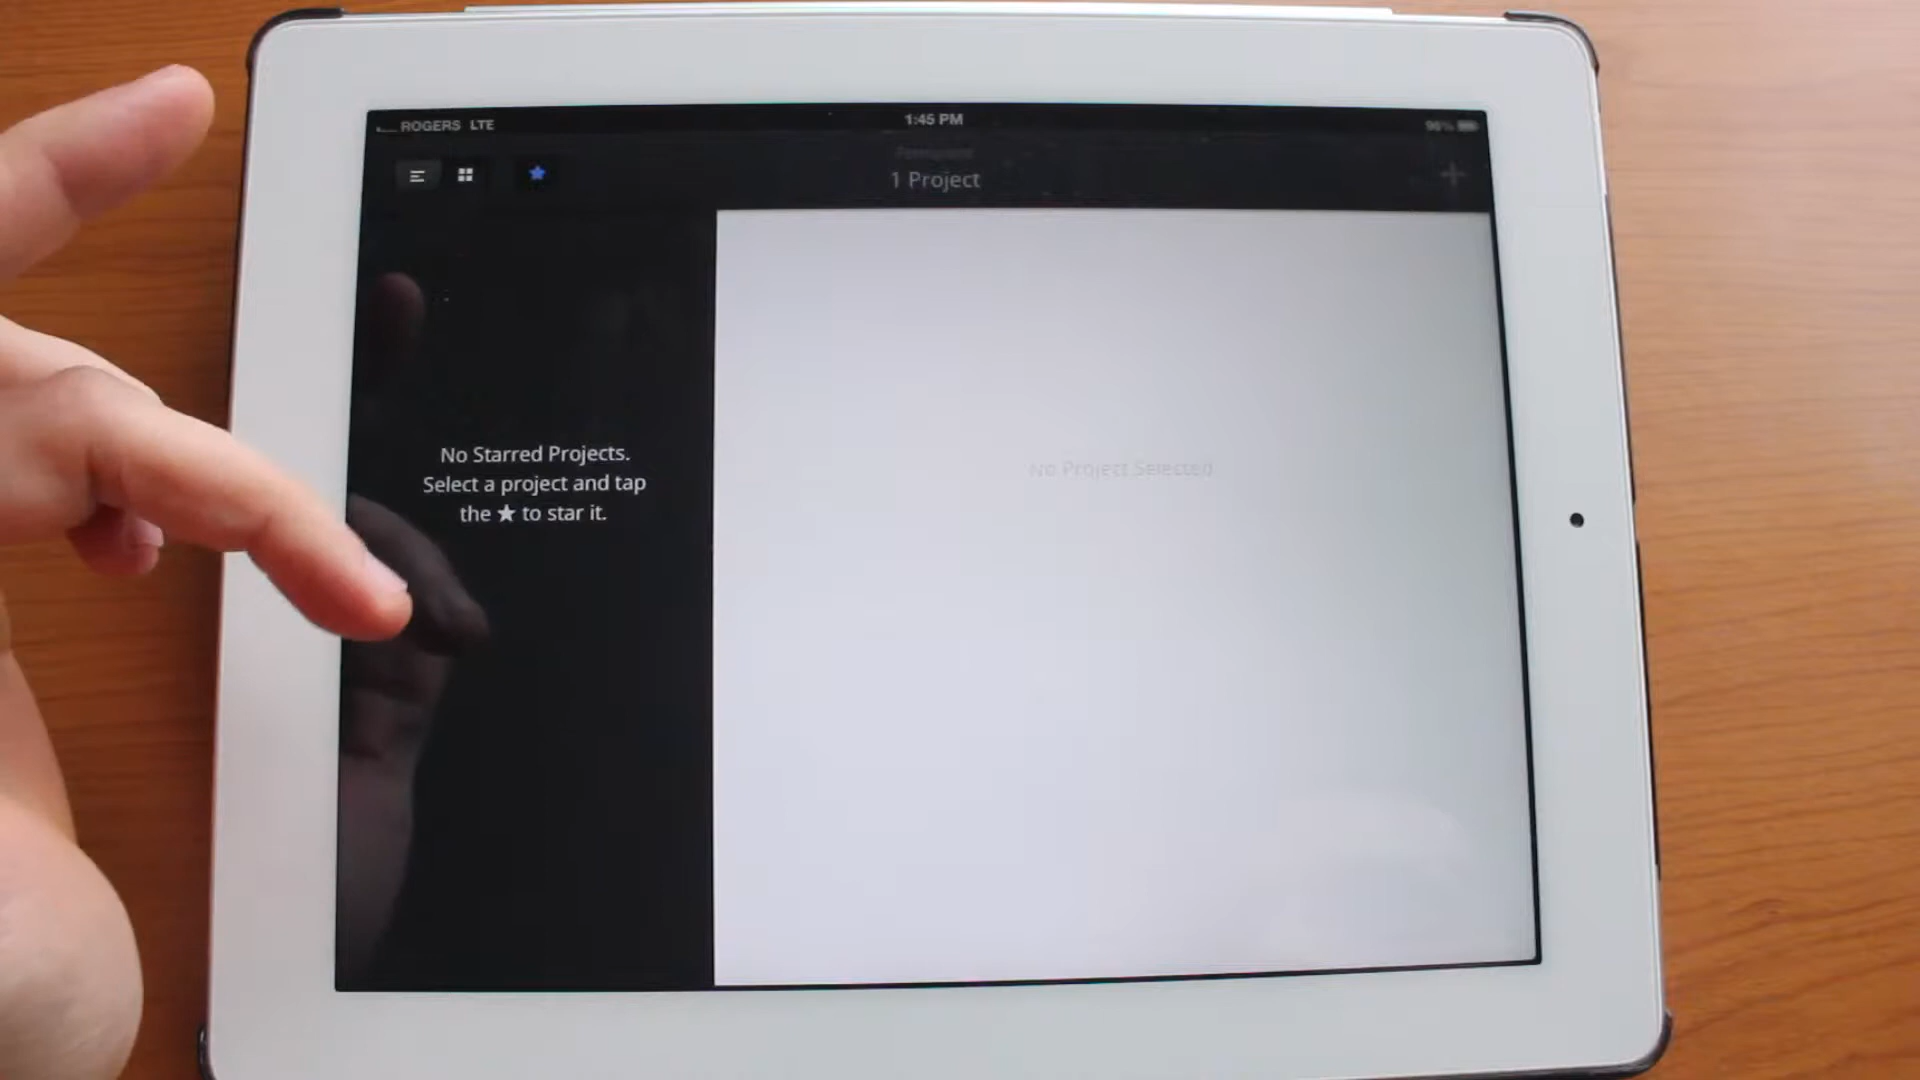 ROGERS LTE
1:45 PM
1 Project
No Starred Projects.
Select a project and tap
the ★ to star it.
No Project Selected